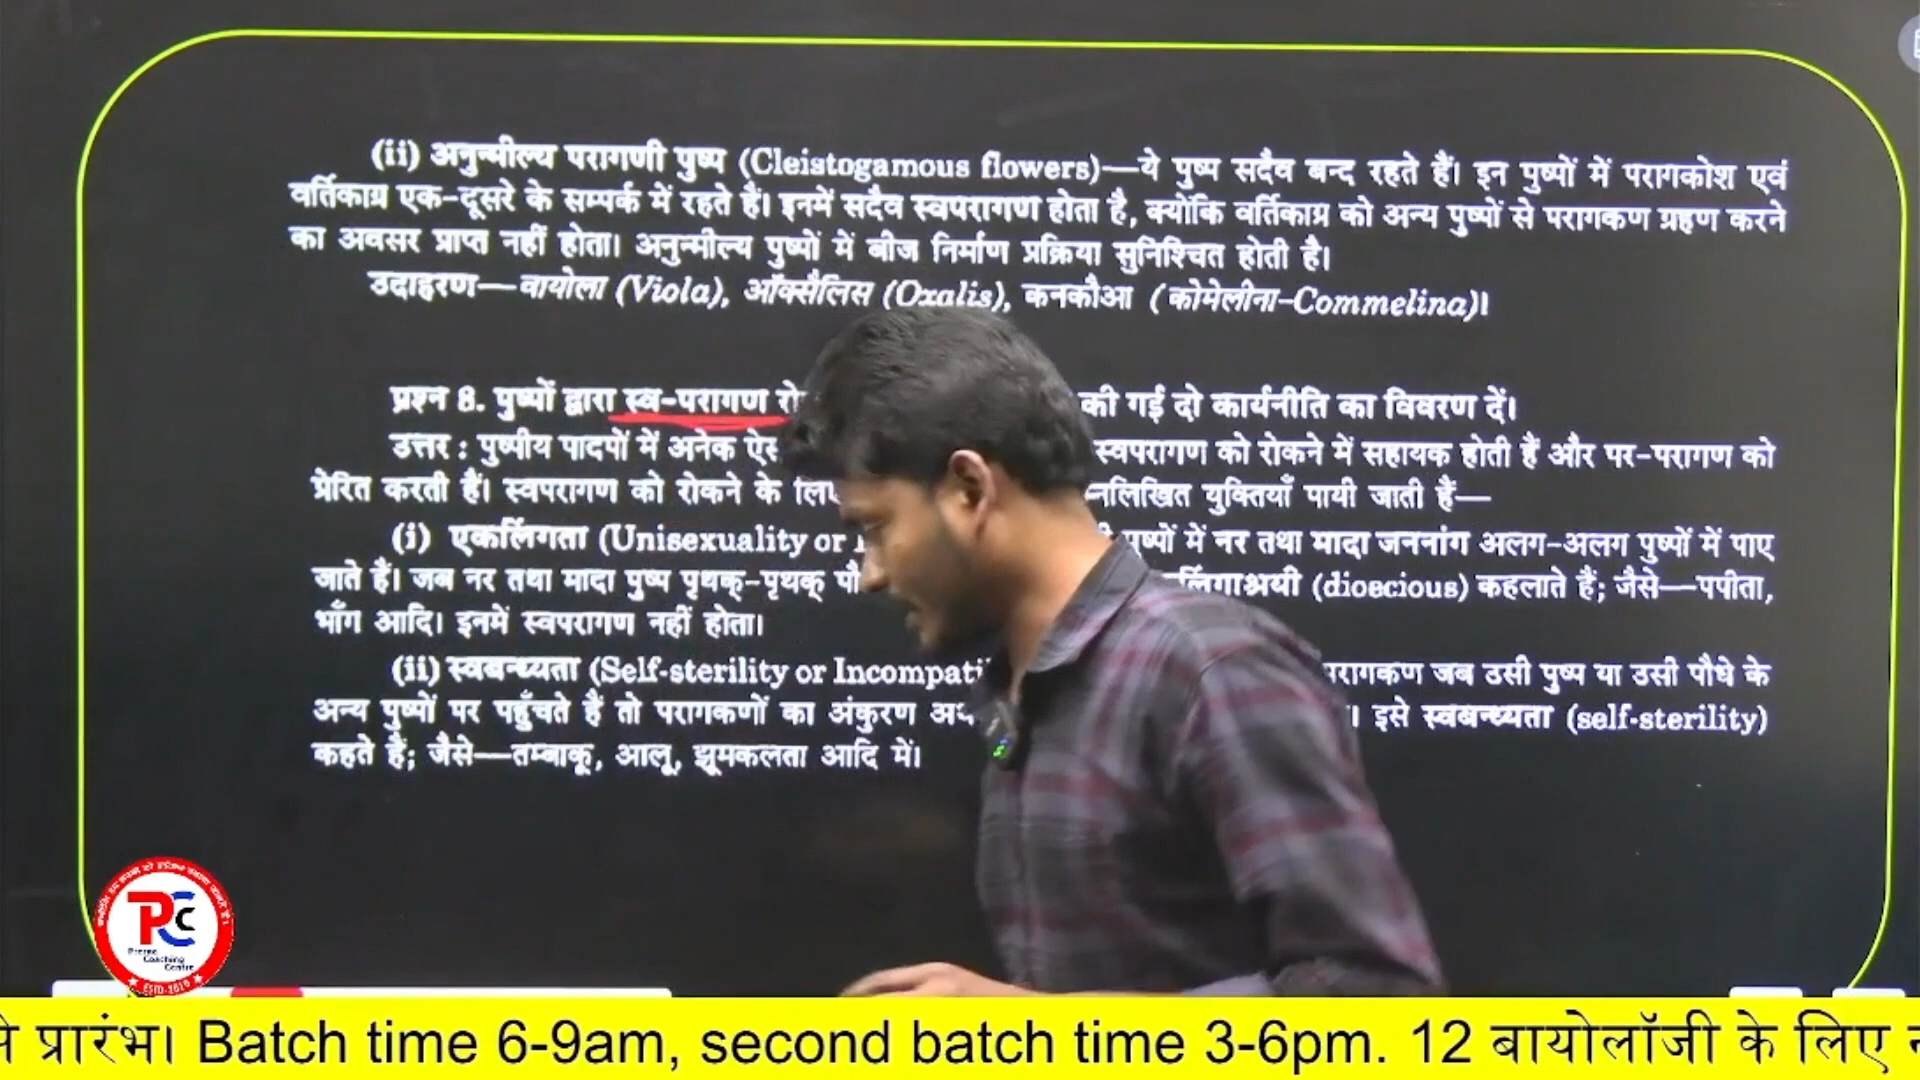 (ii) अनुन्मील्य परागणी पुष्प (Cleistogamous flowers)—ये पुष्प सदैव बन्द रहते हैं। इन पुष्पों में परागकोश एवं
वर्तिकाग्र एक-दूसरे के सम्पर्क में रहते हैं। इनमें सदैव स्वपरागण होता है, क्योंकि वर्तिकाग्र को अन्य पुष्पों से परागकण ग्रहण करने
का अवसर प्राप्त नहीं होता। अनुन्मील्य पुष्पों में बीज निर्माण प्रक्रिया सुनिश्चित होती है।
उदाहरण—वायोला (Viola), ऑक्सैलिस (Oxalis), कनकौआ (कोमेलीना-Commelina)।
प्रश्न 8. पुष्पों द्वारा स्व-परागण की गई दो कार्यनीति का विवरण दें।
उत्तर : पुष्पीय पादपों में अनेक स्वपरागण को रोकने में सहायक होती हैं और पर-परागण को
प्रेरित करती हैं। स्वपरागण को रोकने के युक्तियाँ पायी जाती हैं—
(i) एकलिंगता (Unisexuality or पुष्पों में नर तथा मादा जननांग अलग-अलग पुष्पों में पाए
जाते हैं। जब नर तथा मादा पुष्प पृथक्-पृथक् (dioecious) कहलाते हैं; जैसे—पपीता,
भाँग आदि। इनमें स्वपरागण नहीं होता।
(ii) स्वबन्ध्यता (Self-sterility or जब उसी पुष्प या उसी पौधे के
अन्य पुष्पों पर पहुँचते हैं तो परागकणों का अंकुरण इसे स्वबन्ध्यता (self-sterility)
कहते हैं; जैसे—तम्बाकू, आलू, झूमकलता आदि में।
PCC
Coaching
Centre
ESTD-2019
प्रारंभ। Batch time 6-9am, second batch time 3-6pm. 12 बायोलॉजी के लिए